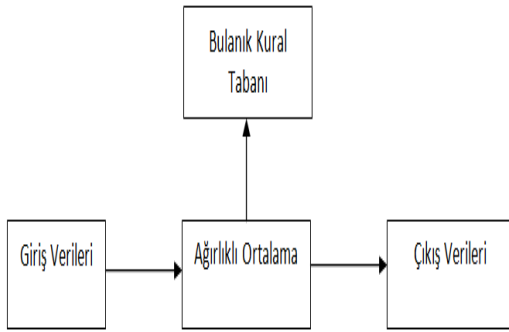 Bulanık Kural
Tabanı
Giriş Verileri
Ağırlıklı Ortalama
Çıkış Verileri